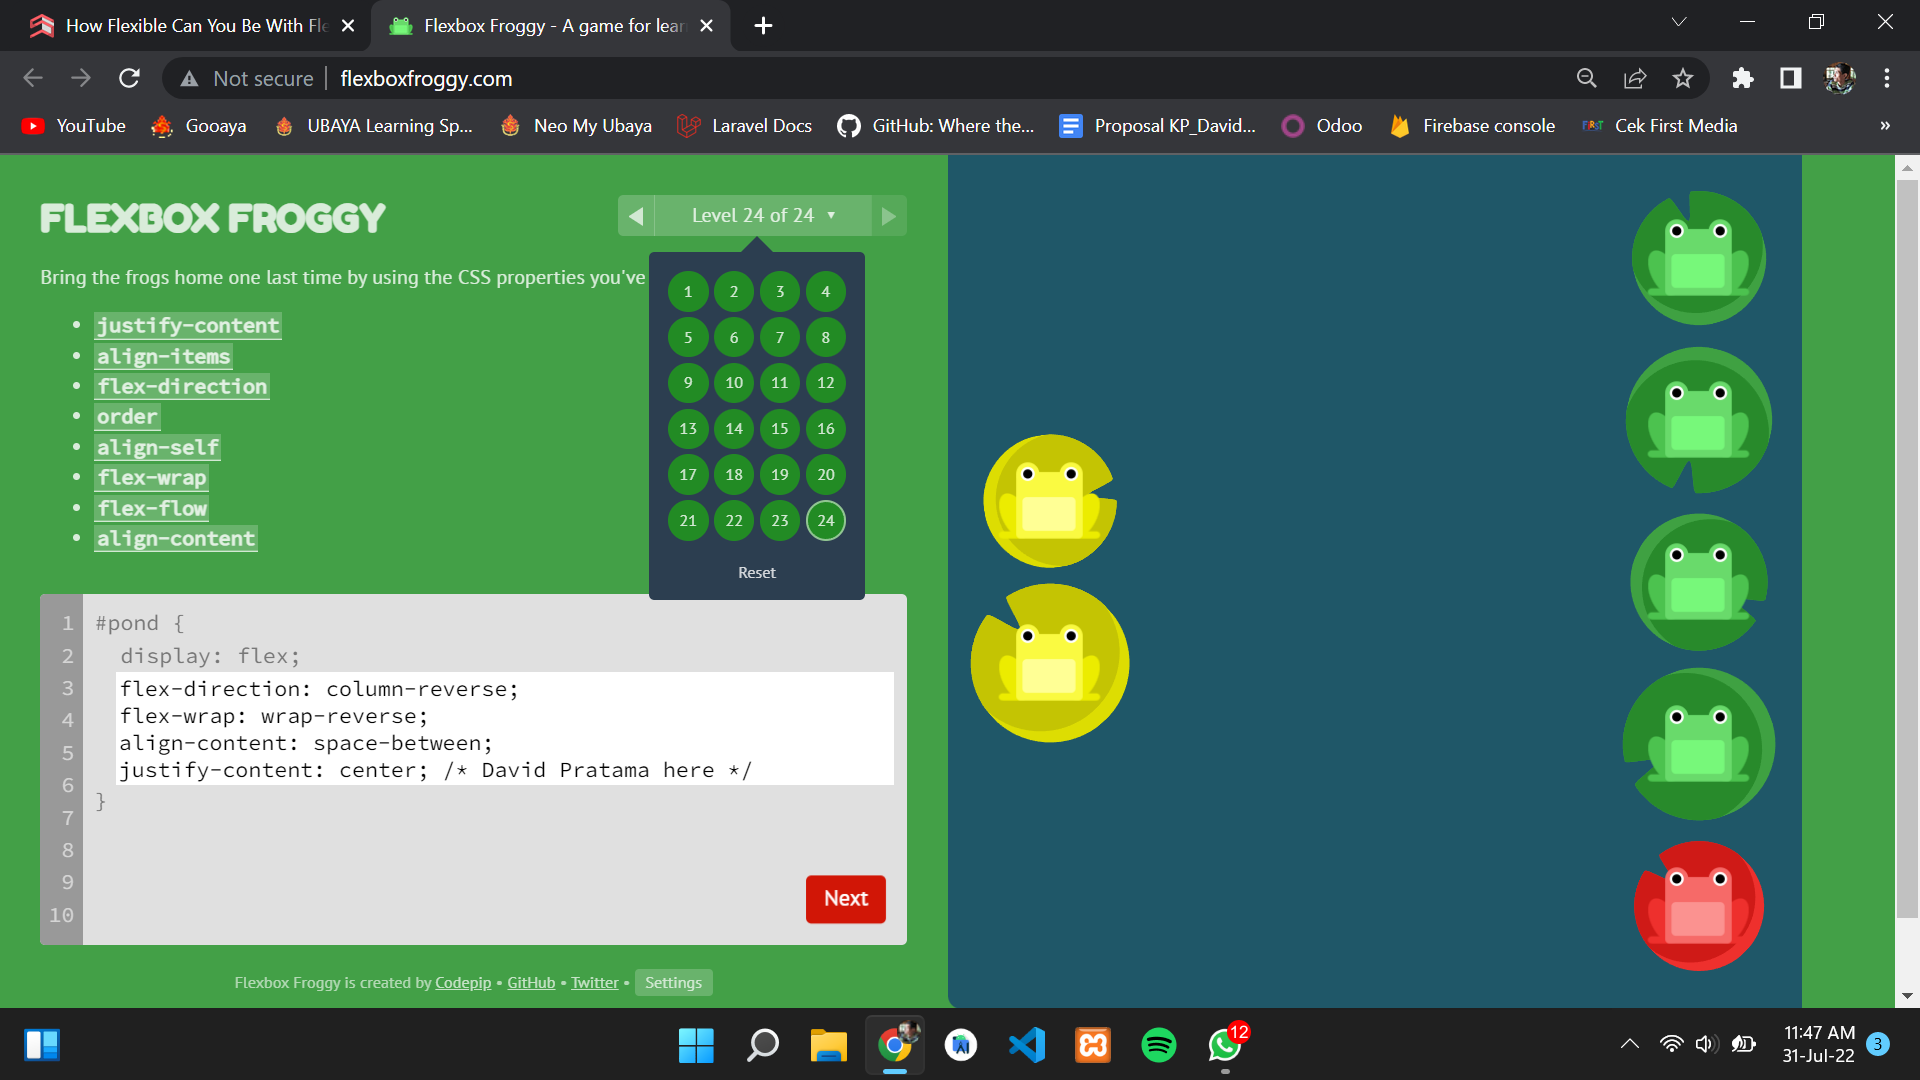 How Flexible Can You Be With Fle
Flexbox Froggy - A game for lear
Not secure
flexboxfroggy.com
YouTube
Gooaya
UBAYA Learning Sp...
Neo My Ubaya
Laravel Docs
GitHub: Where the...
Proposal KP_David...
Odoo
Firebase console
FIRST
Cek First Media
»
FLEXBOX FROGGY
Level 24 of 24 ▼
Bring the frogs home one last time by using the CSS properties you've
• justify-content
• align-items
• flex-direction
• order
• align-self
• flex-wrap
• flex-flow
• align-content
1 2 3 4
5 6 7 8
9 10 11 12
13 14 15 16
17 18 19 20
21 22 23 24
Reset
1 #pond {
2 display: flex;
3 flex-direction: column-reverse;
4 flex-wrap: wrap-reverse;
5 align-content: space-between;
6 justify-content: center; /* David Pratama here */
7 }
8
9
10
Next
Flexbox Froggy is created by Codepip • GitHub • Twitter • Settings
12
11:47 AM
31-Jul-22
3